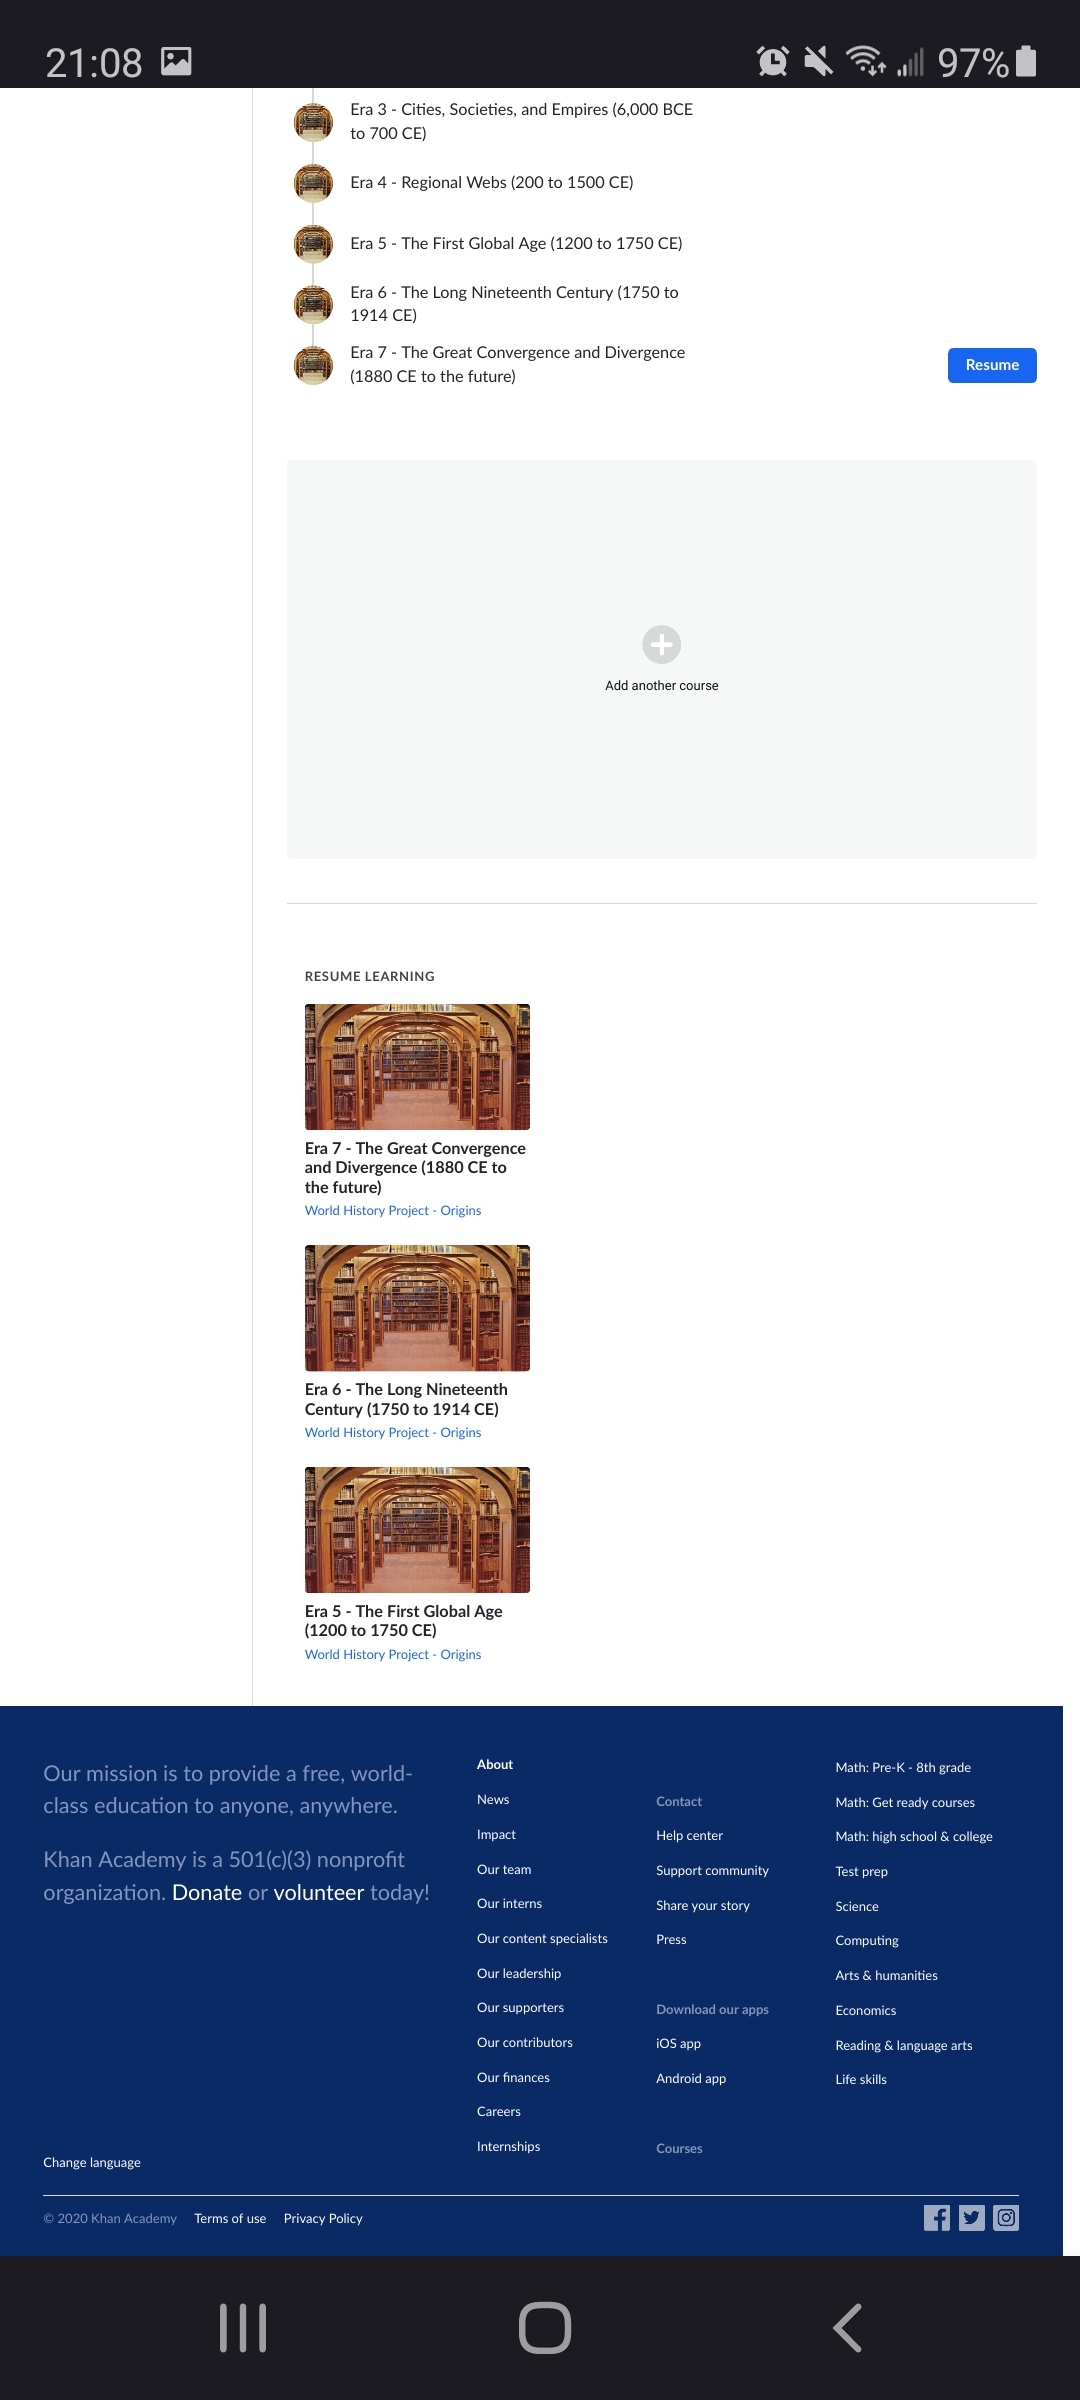 21:08
97%
Era 3 - Cities, Societies, and Empires (6,000 BCE
to 700 CE)
Era 4 - Regional Webs (200 to 1500 CE)
Era 5 - The First Global Age (1200 to 1750 CE)
Era 6 - The Long Nineteenth Century (1750 to
1914 CE)
Era 7 - The Great Convergence and Divergence
(1880 CE to the future)
Resume
Add another course
RESUME LEARNING
Era 7 - The Great Convergence
and Divergence (1880 CE to
the future)
World History Project - Origins
Era 6 - The Long Nineteenth
Century (1750 to 1914 CE)
World History Project - Origins
Era 5 - The First Global Age
(1200 to 1750 CE)
World History Project - Origins
Our mission is to provide a free, world-
class education to anyone, anywhere.
Khan Academy is a 501(c)(3) nonprofit
organization. Donate or volunteer today!
About
News
Impact
Our team
Our interns
Our content specialists
Our leadership
Our supporters
Our contributors
Our finances
Careers
Internships
Contact
Help center
Support community
Share your story
Press
Download our apps
iOS app
Android app
Courses
Math: Pre-K - 8th grade
Math: Get ready courses
Math: high school & college
Test prep
Science
Computing
Arts & humanities
Economics
Reading & language arts
Life skills
Change language
© 2020 Khan Academy
Terms of use
Privacy Policy